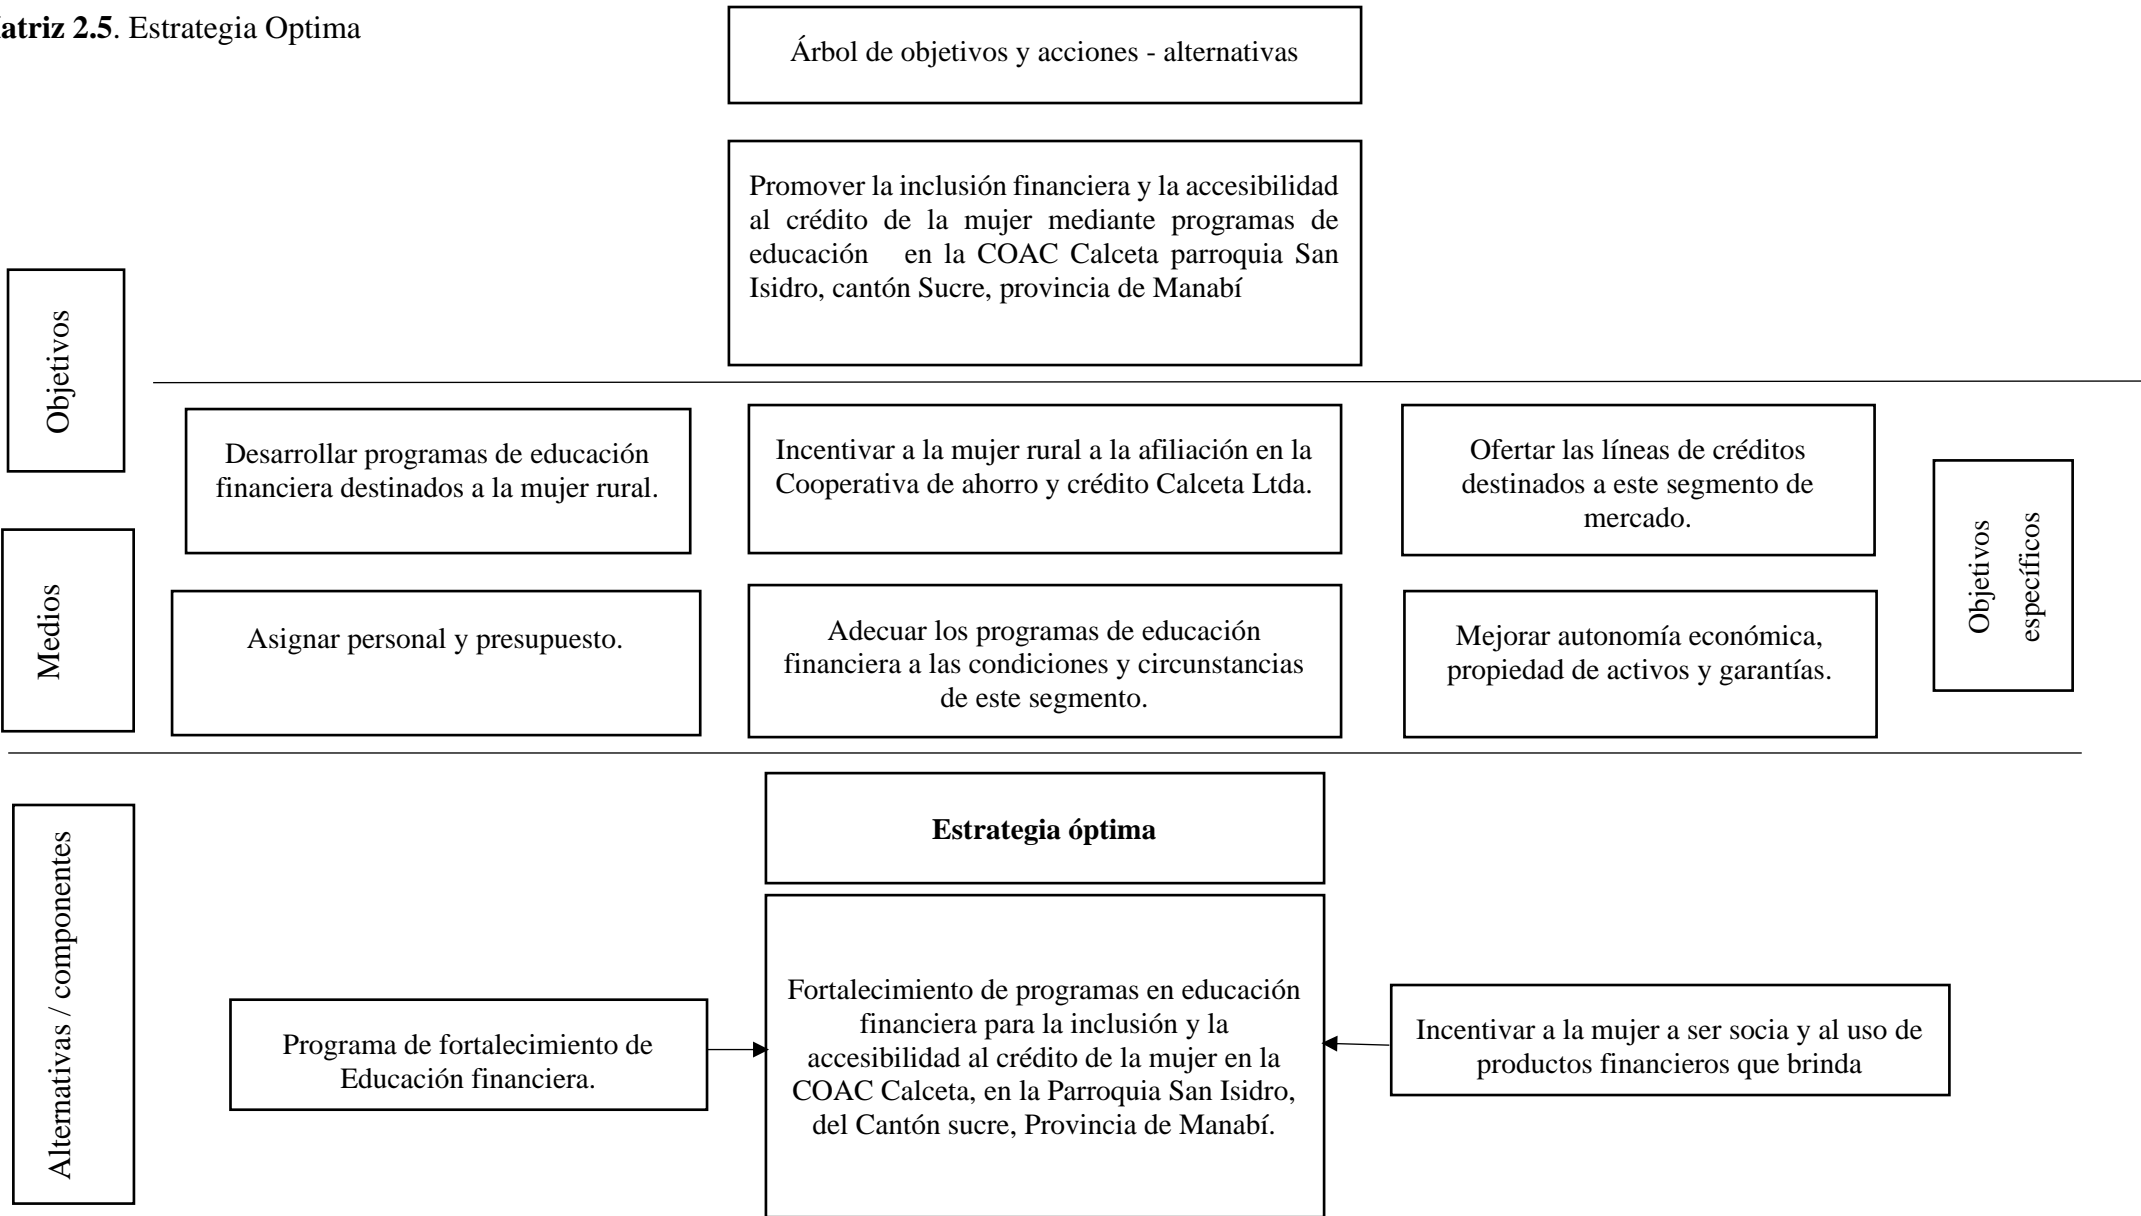 atriz 2.5. Estrategia Optima
Árbol de objetivos y acciones - alternativas
Promover la inclusión financiera y la accesibilidad
al crédito de la mujer mediante programas de
educación en la COAC Calceta parroquia San
Isidro, cantón Sucre, provincia de Manabí
Objetivos
Desarrollar programas de educación
financiera destinados a la mujer rural.
Incentivar a la mujer rural a la afiliación en la
Cooperativa de ahorro y crédito Calceta Ltda.
Ofertar las líneas de créditos
destinados a este segmento de
mercado.
Objetivos
específicos
Medios
Asignar personal y presupuesto.
Adecuar los programas de educación
financiera a las condiciones y circunstancias
de este segmento.
Mejorar autonomía económica,
propiedad de activos y garantías.
Alternativas / componentes
Estrategia óptima
Programa de fortalecimiento de
Educación financiera.
Fortalecimiento de programas en educación
financiera para la inclusión y la
accesibilidad al crédito de la mujer en la
COAC Calceta, en la Parroquia San Isidro,
del Cantón sucre, Provincia de Manabí.
Incentivar a la mujer a ser socia y al uso de
productos financieros que brinda